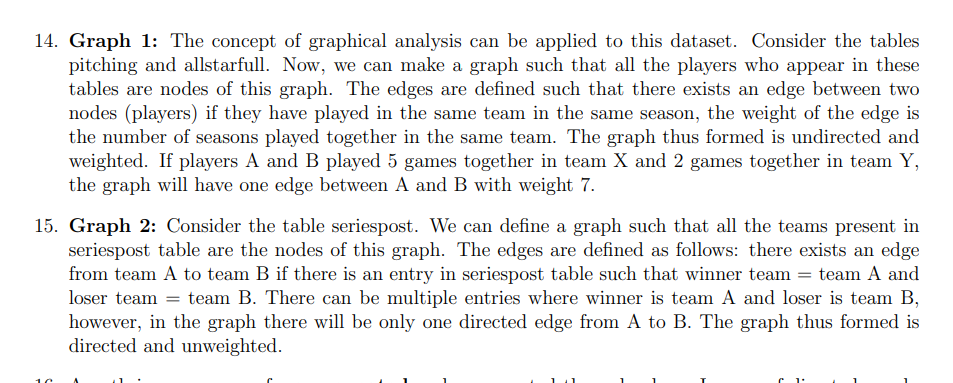 14. Graph 1: The concept of graphical analysis can be applied to this dataset. Consider the tables
pitching and allstarfull. Now, we can make a graph such that all the players who appear in these
tables are nodes of this graph. The edges are defined such that there exists an edge between two
nodes (players) if they have played in the same team in the same season, the weight of the edge is
the number of seasons played together in the same team. The graph thus formed is undirected and
weighted. If players A and B played 5 games together in team X and 2 games together in team Y,
the graph will have one edge between A and B with weight 7.
15. Graph 2: Consider the table seriespost. We can define a graph such that all the teams present in
seriespost table are the nodes of this graph. The edges are defined as follows: there exists an edge
from team A to team B if there is an entry in seriespost table such that winner team = team A and
loser team = team B. There can be multiple entries where winner is team A and loser is team B,
however, in the graph there will be only one directed edge from A to B. The graph thus formed is
directed and unweighted.